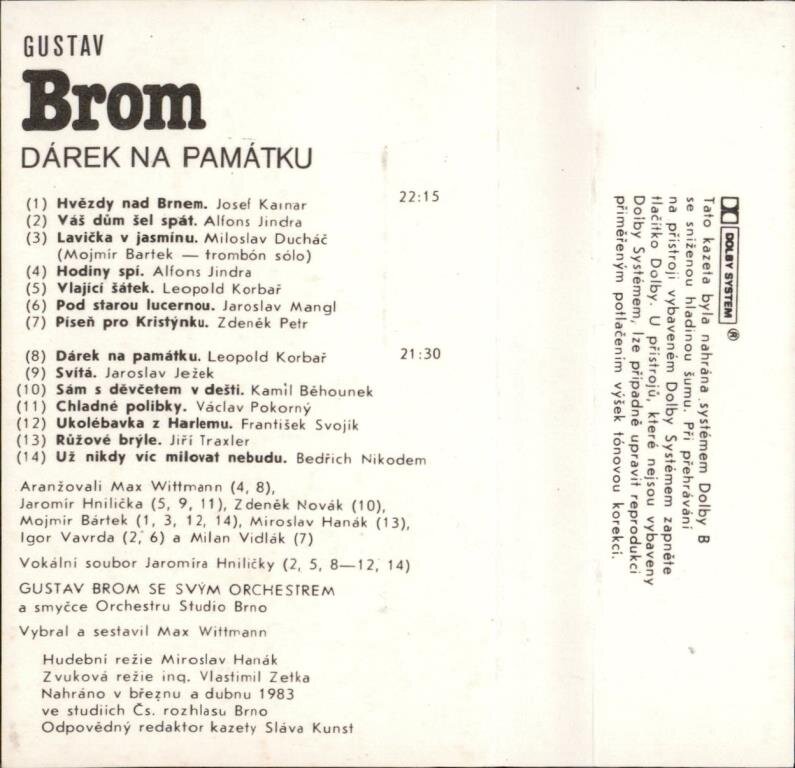 GUSTAV
Brom
DÁREK NA PAMÁTKU
(1) Hvězdy nad Brnem. Josef Kainar 22:15
(2) Váš dům šel spát. Alfons Jindra
(3) Lavička v jasmínu. Miloslav Ducháč
(Mojmír Bartek — trombón sólo)
(4) Hodiny spí. Alfons Jindra
(5) Vlající šátek. Leopold Korbař
(6) Pod starou lucernou. Jaroslav Mangl
(7) Píseň pro Kristýnku. Zdeněk Petr
(8) Dárek na památku. Leopold Korbař 21:30
(9) Svítá. Jaroslav Ježek
(10) Sám s děvčetem v dešti. Kamil Běhounek
(11) Chladné polibky. Václav Pokorný
(12) Ukolébavka z Harlemu. František Svojík
(13) Růžové brýle. Jiří Traxler
(14) Už nikdy víc milovat nebudu. Bedřich Nikodem
Aranžovali Max Wittmann (4, 8),
Jaromír Hnilička (5, 9, 11), Zdeněk Novák (10),
Mojmír Bártek (1, 3, 12, 14), Miroslav Hanák (13),
Igor Vavrda (2, 6) a Milan Vidlák (7)
Vokální soubor Jaromíra Hniličky (2, 5, 8—12, 14)
GUSTAV BROM SE SVÝM ORCHESTREM
a smyčce Orchestru Studio Brno
Vybral a sestavil Max Wittmann
Hudební režie Miroslav Hanák
Zvuková režie ing. Vlastimil Zetka
Nahráno v březnu a dubnu 1983
ve studiích Čs. rozhlasu Brno
Odpovědný redaktor kazety Sláva Kunst
DOLBY SYSTEM ®
Tato kazeta byla nahrána systémem Dolby B
se sníženou hladinou šumu. Při přehrávání
na přístroji vybaveném Dolby Systémem zapněte
tlačítko Dolby. U přístrojů, které nejsou vybaveny
Dolby Systémem, lze případně upravit reprodukci
přiměřeným potlačením výšek tónovou korekcí.